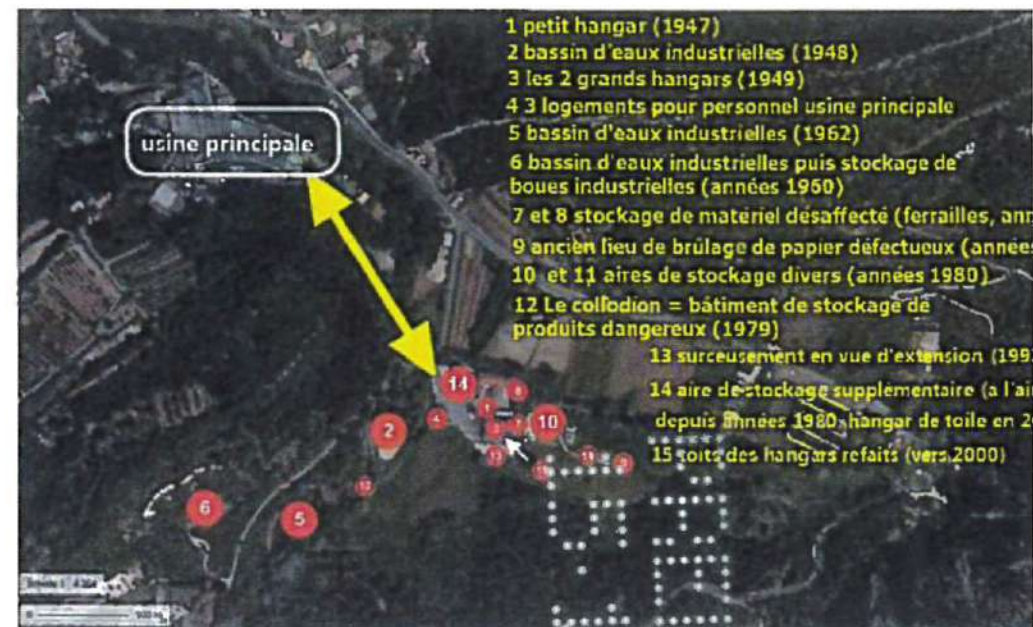 1 petit hangar (1947)
2 bassin d'eaux industrielles (1948)
3 les 2 grands hangars (1949)
4 3 logements pour personnel usine principale
5 bassin d'eaux industrielles (1962)
6 bassin d'eaux industrielles puis stockage de
boues industrielles (années 1960)
7 et 8 stockage de matériel désaffecté (ferrailles, ann
9 ancien lieu de brûlage de papier défectueux (années
10 et 11 aires de stockage divers (années 1980)
12 Le collodion = bâtiment de stockage de
produits dangereux (1979)
13 surceusement en vue d'extension (199
14 aire de stockage supplémentaire (a l'ai
depuis années 1980, hangar de toile en 2
15 toits des hangars refaits (vers 2000)
usine principale
14
10
2
6
5